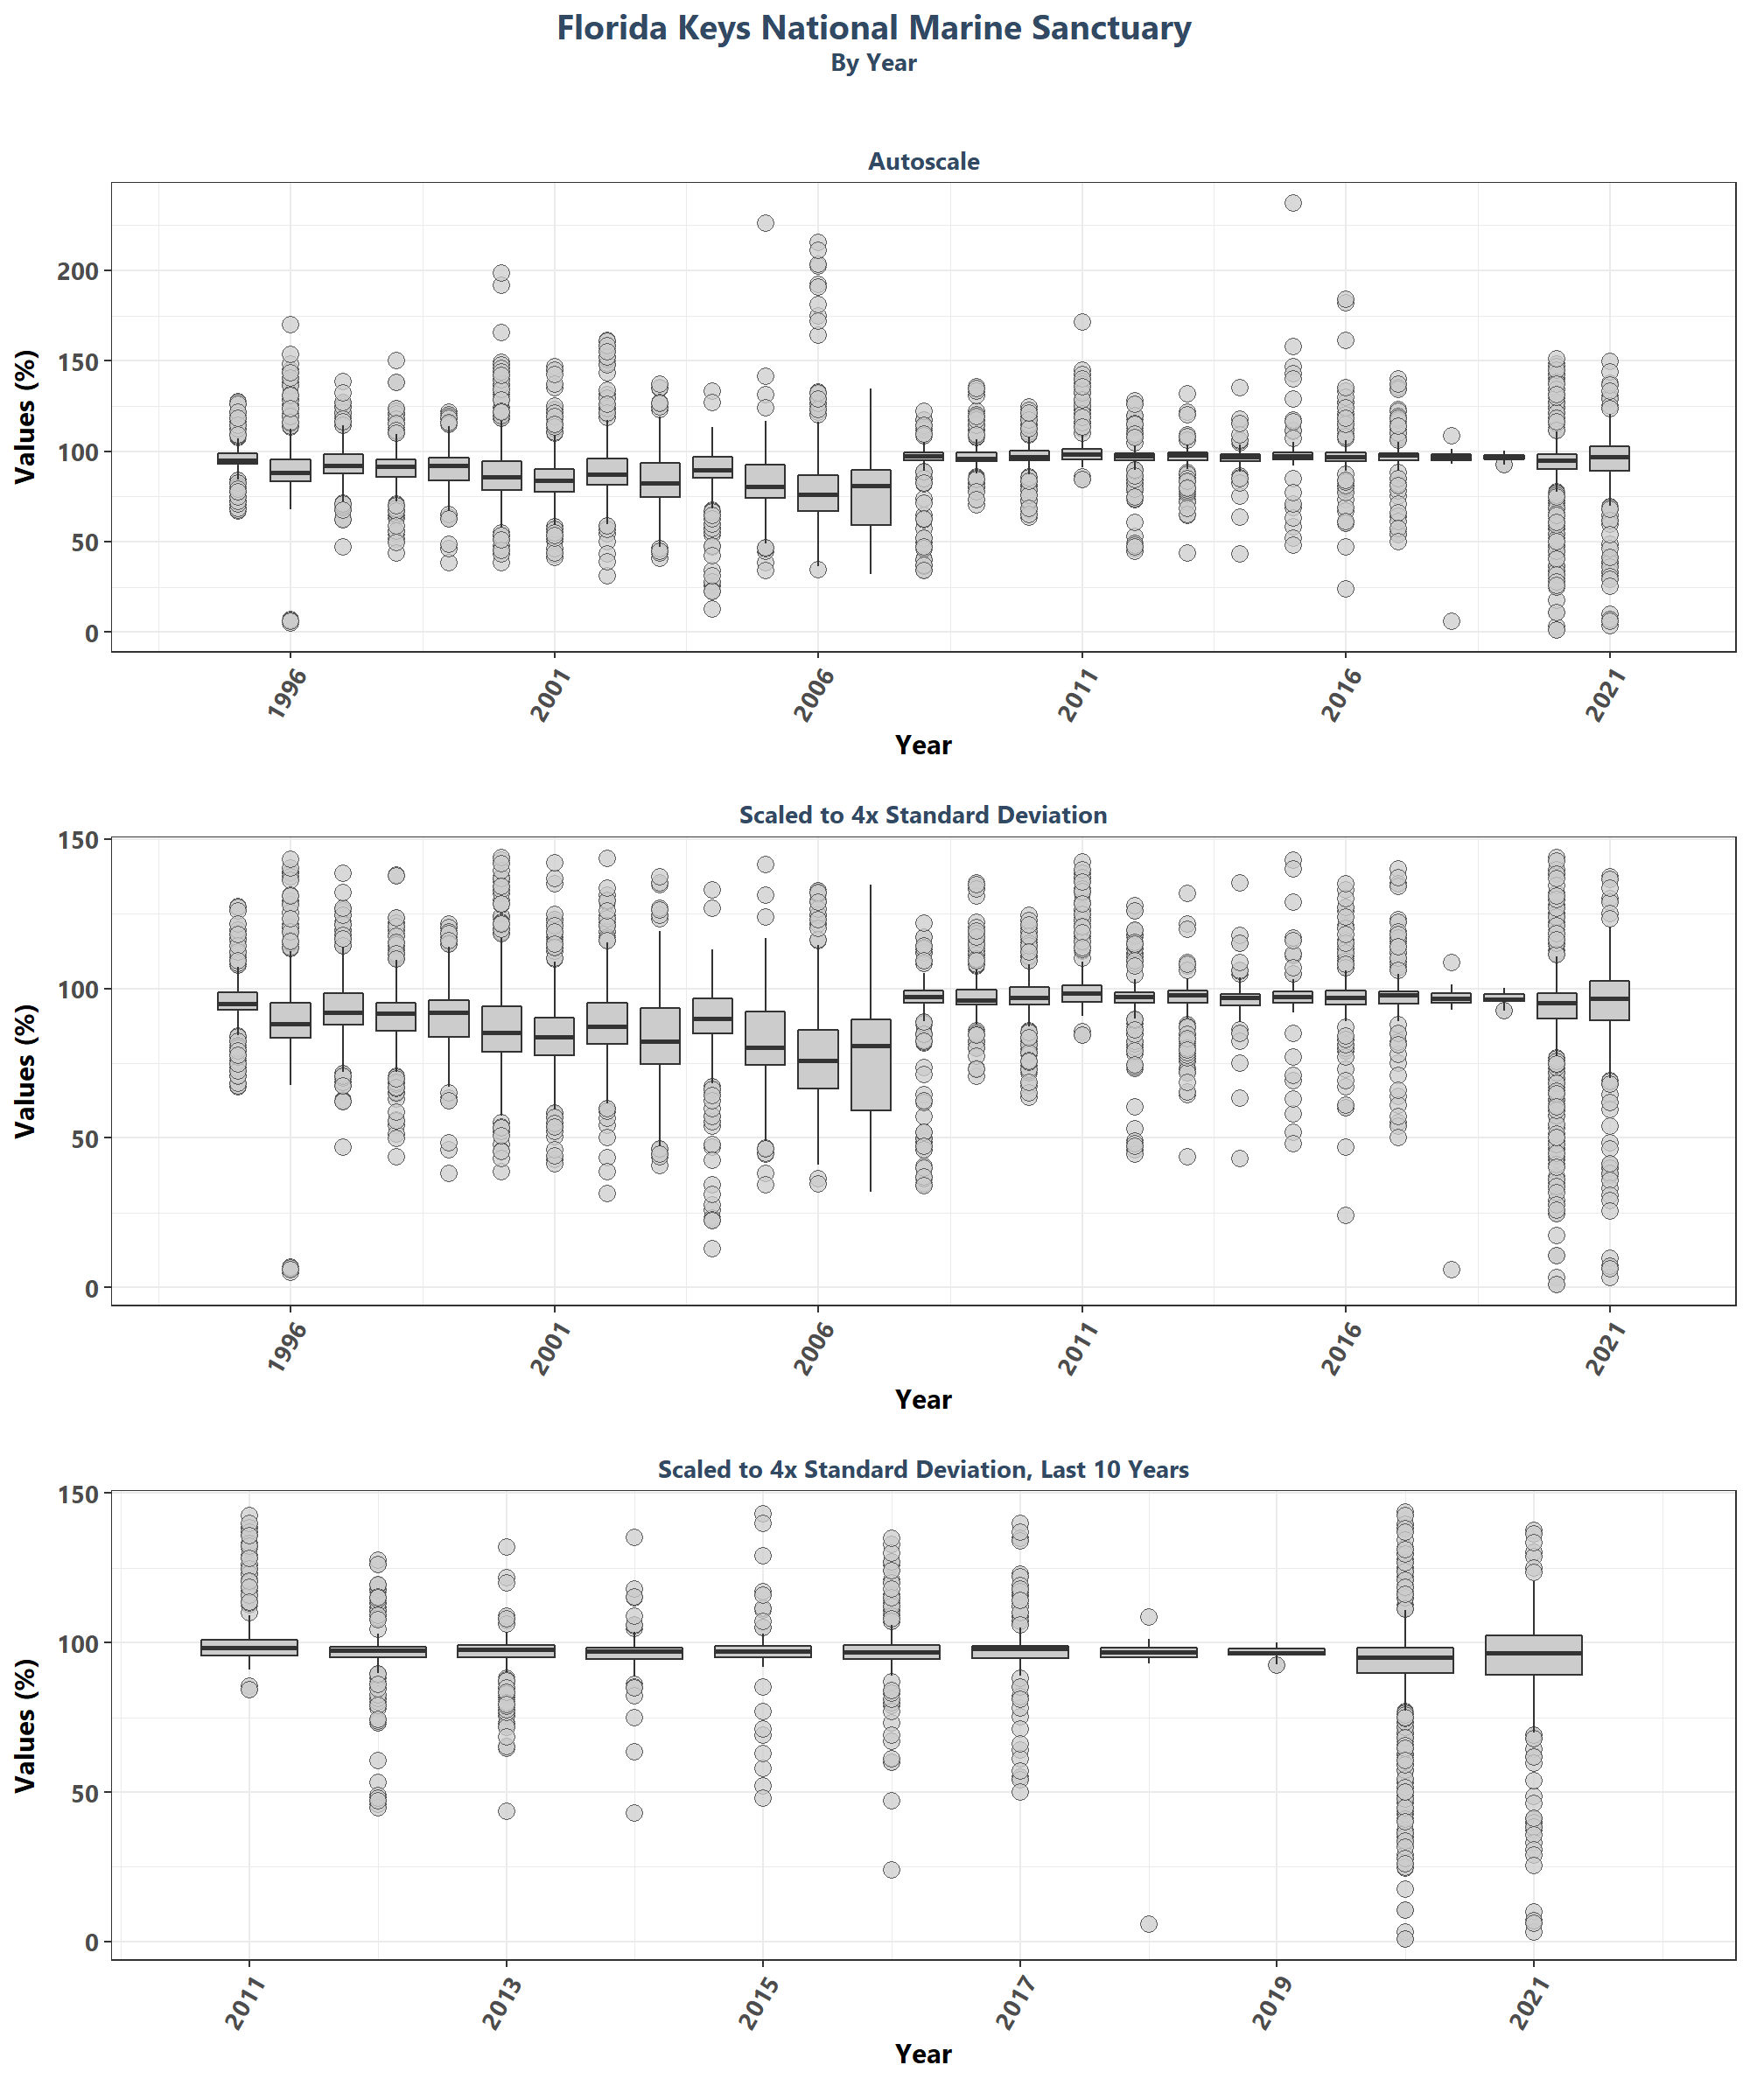 Florida Keys National Marine Sanctuary
By Year
Autoscale
Values (%)
200
150
100
50
0
1996 2001 2006 2011 2016 2021
Year
Scaled to 4x Standard Deviation
Values (%)
150
100
50
0
1996 2001 2006 2011 2016 2021
Year
Scaled to 4x Standard Deviation, Last 10 Years
Values (%)
150
100
50
0
2011 2013 2015 2017 2019 2021
Year